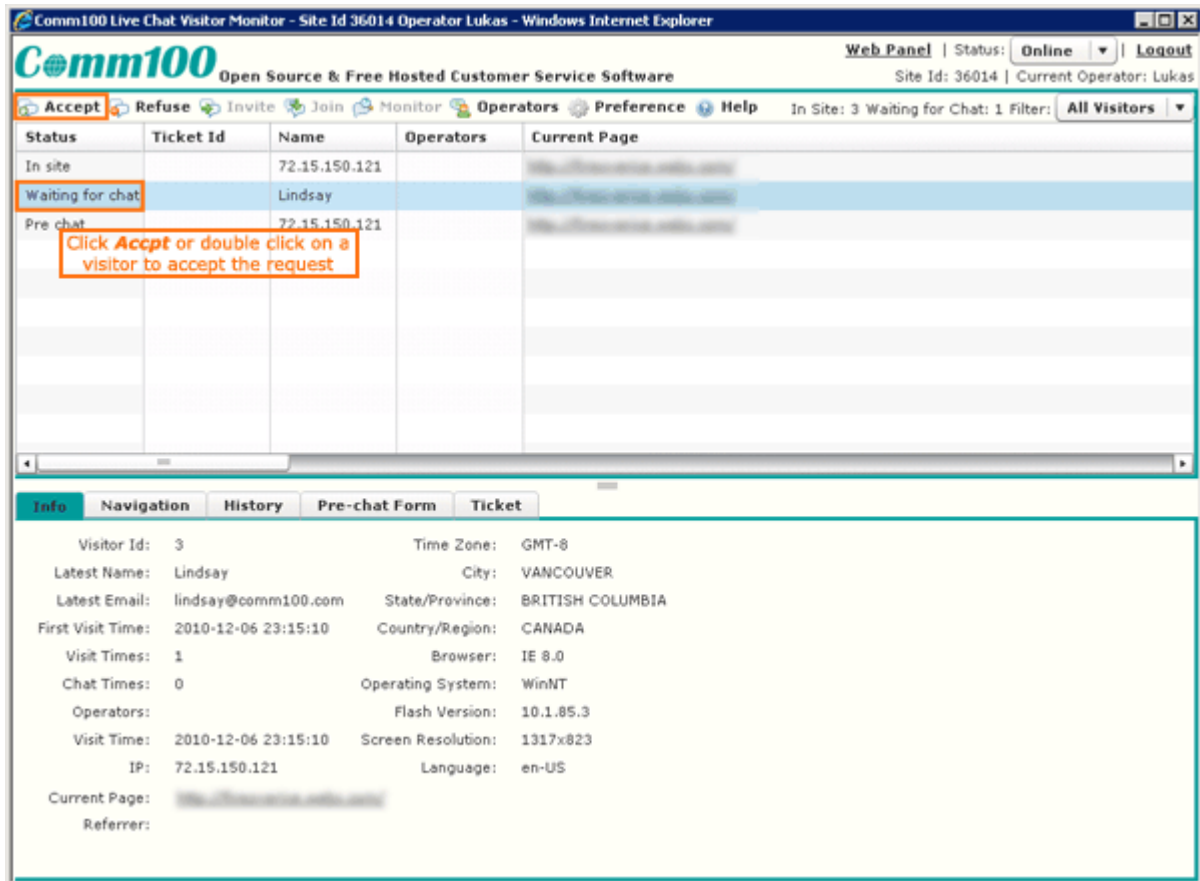 Comm100 Live Chat Visitor Monitor - Site Id 36014 Operator Lukas - Windows Internet Explorer
Comm100 Open Source & Free Hosted Customer Service Software
Web Panel | Status: Online | Logout
Site Id: 36014 | Current Operator: Lukas
Accept Refuse Invite Join Monitor Operators Preference Help In Site: 3 Waiting for Chat: 1 Filter: All Visitors
Status Ticket Id Name Operators Current Page
In site 72.15.150.121
Waiting for chat Lindsay
Pre chat 72.15.150.121
Click Accpt or double click on a
visitor to accept the request
Info Navigation History Pre-chat Form Ticket
Visitor Id: 3 Time Zone: GMT-8
Latest Name: Lindsay City: VANCOUVER
Latest Email: lindsay@comm100.com State/Province: BRITISH COLUMBIA
First Visit Time: 2010-12-06 23:15:10 Country/Region: CANADA
Visit Times: 1 Browser: IE 8.0
Chat Times: 0 Operating System: WinNT
Operators: Flash Version: 10.1.85.3
Visit Time: 2010-12-06 23:15:10 Screen Resolution: 1317x823
IP: 72.15.150.121 Language: en-US
Current Page:
Referrer: